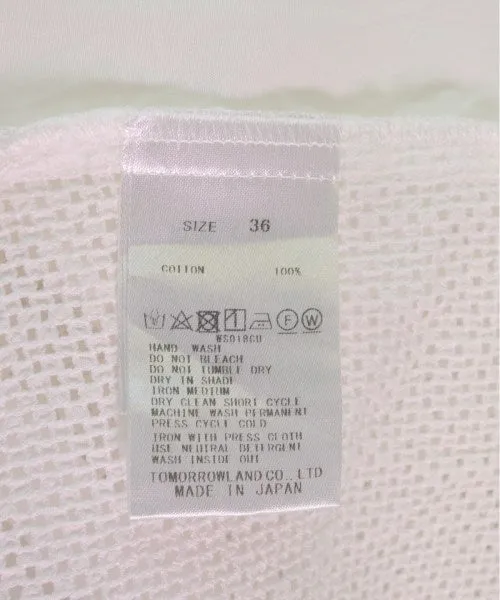 SIZE 36
COTTON 100%
F W
HAND WASH
DO NOT BLEACH
DO NOT TUMBLE DRY
DRY IN SHADE
IRON MEDIUM
DRY CLEAN SHORT CYCLE
MACHINE WASH PERMANENT
PRESS CYCLE COLD
IRON WITH PRESS CLOTH
USE NEUTRAL DETERGENT
WASH INSIDE OUT
TOMORROWLAND CO., LTD
MADE IN JAPAN